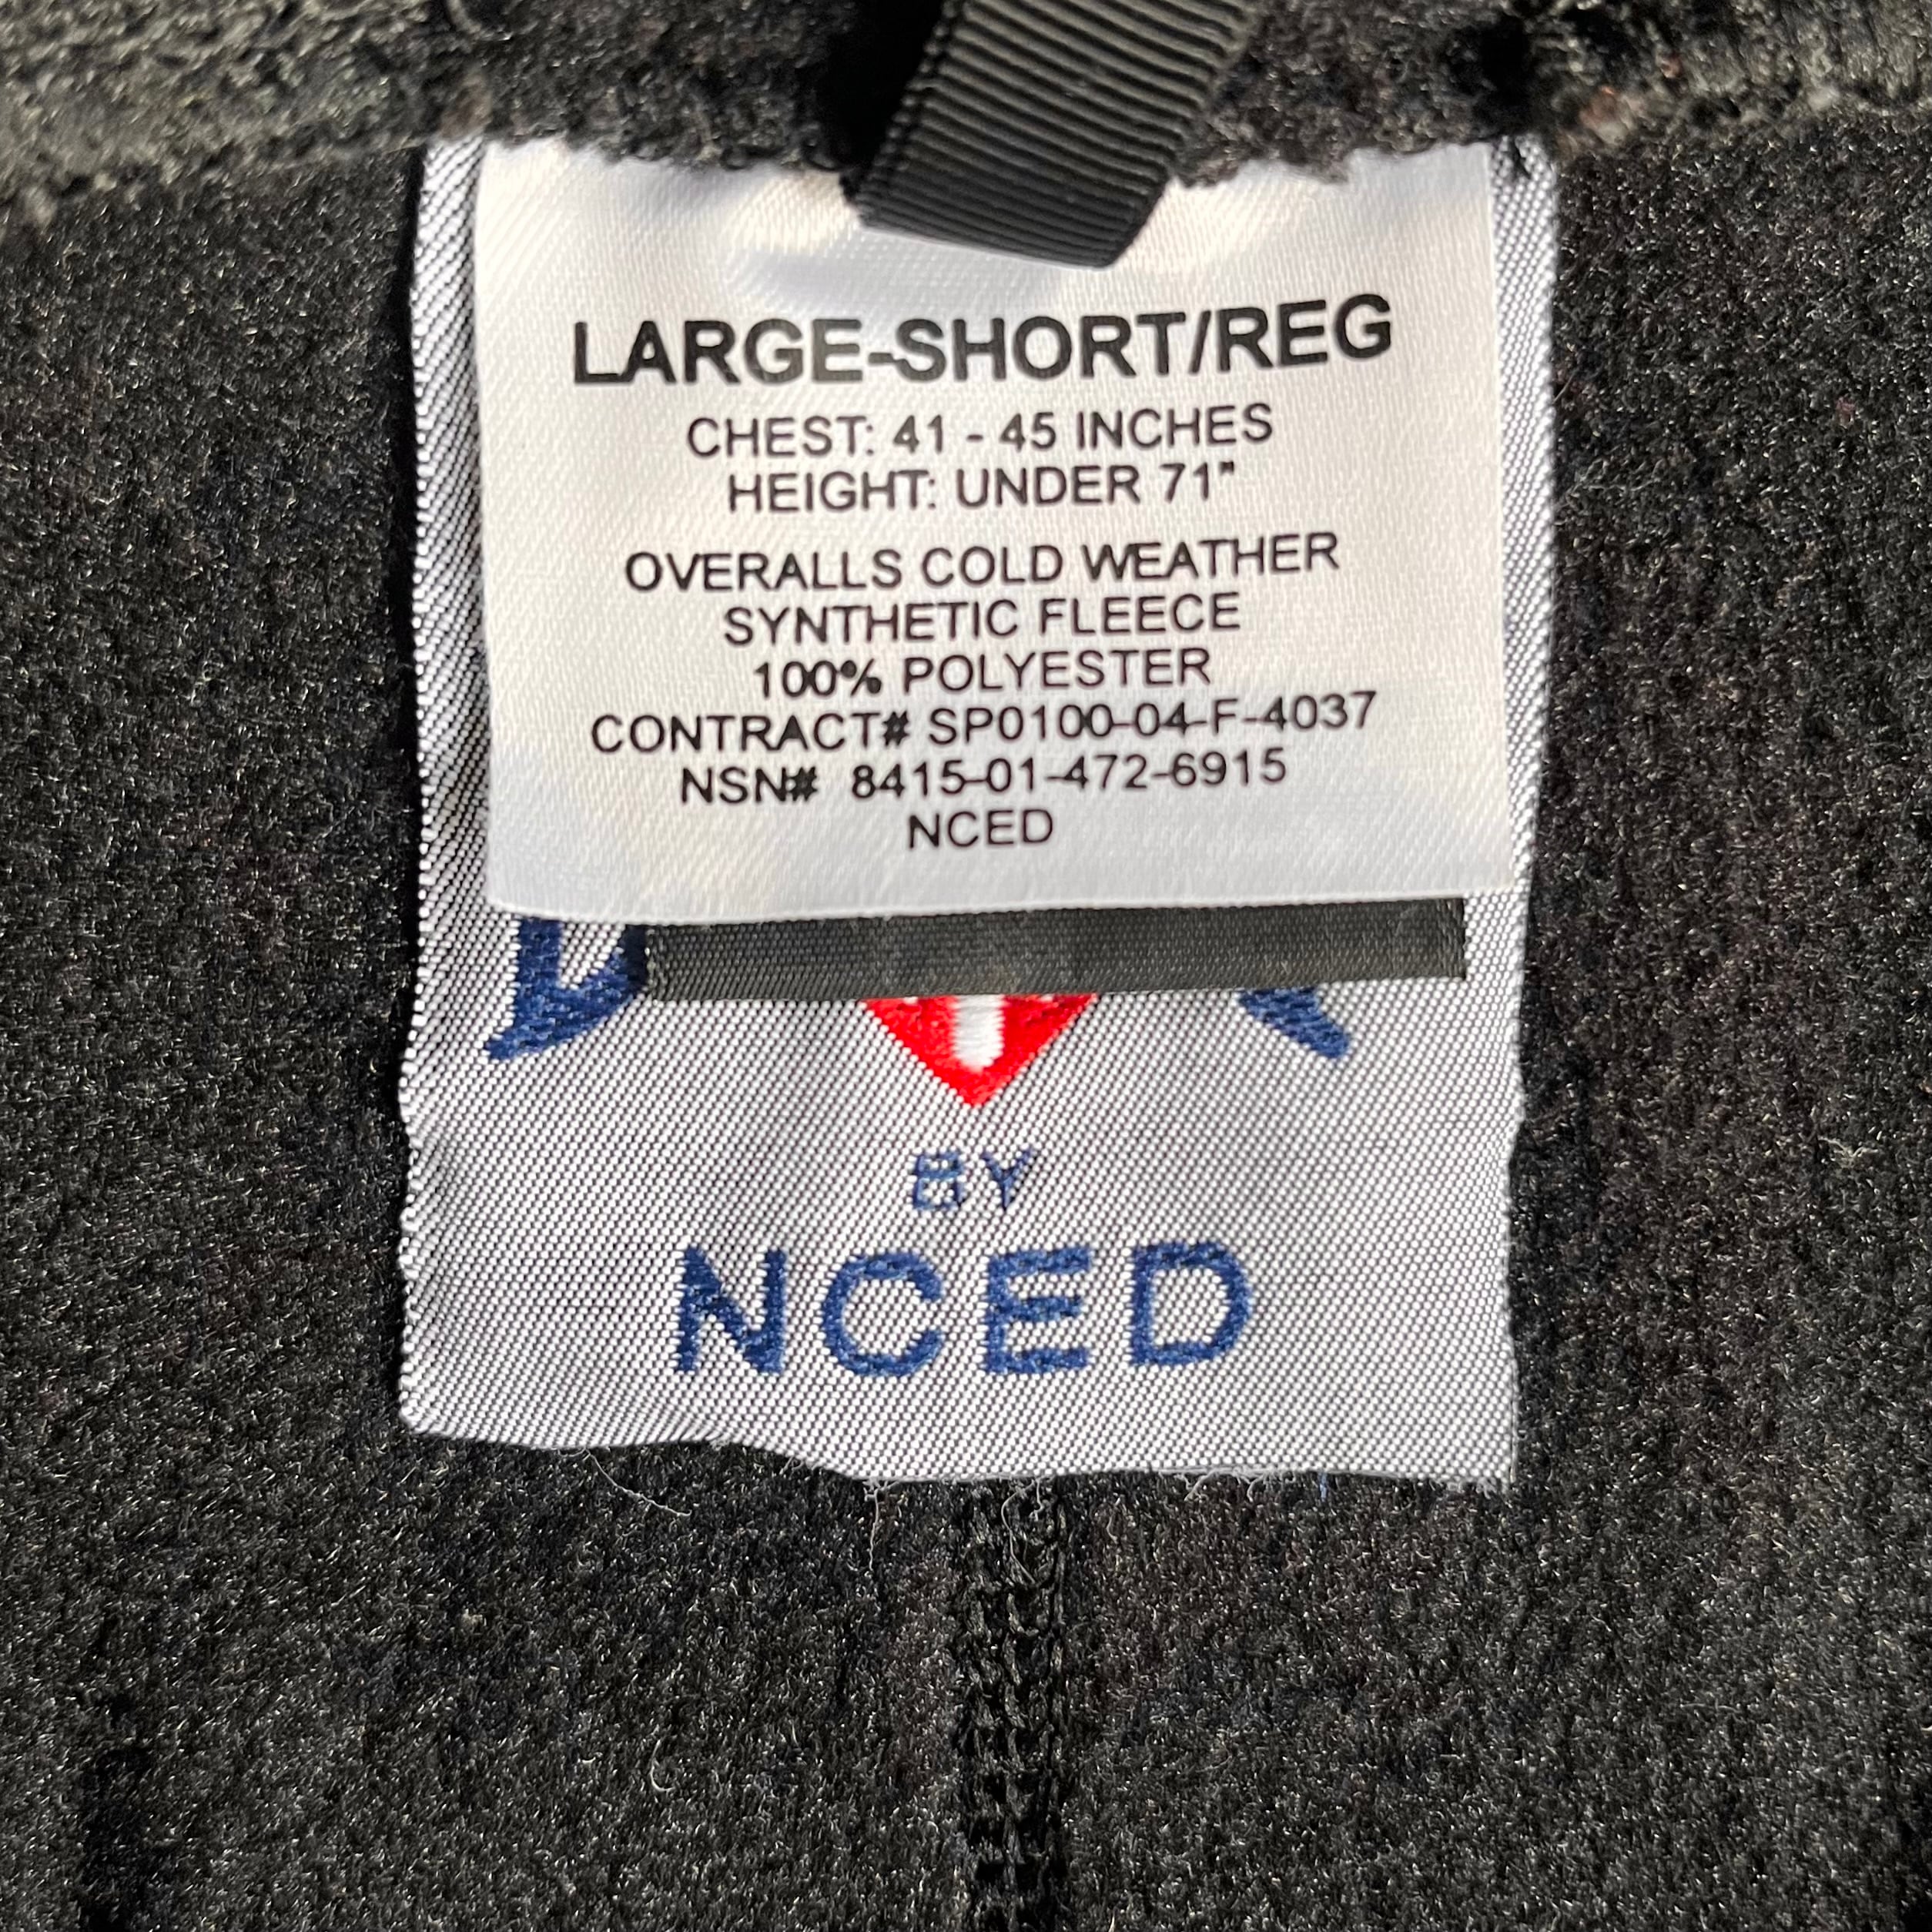 LARGE-SHORT/REG
CHEST: 41 - 45 INCHES
HEIGHT: UNDER 71"
OVERALLS COLD WEATHER
SYNTHETIC FLEECE
100% POLYESTER
CONTRACT# SP0100-04-F-4037
NSN# 8415-01-472-6915
NCED
BY
NCED